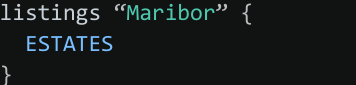 listings “Maribor” {
  ESTATES
}